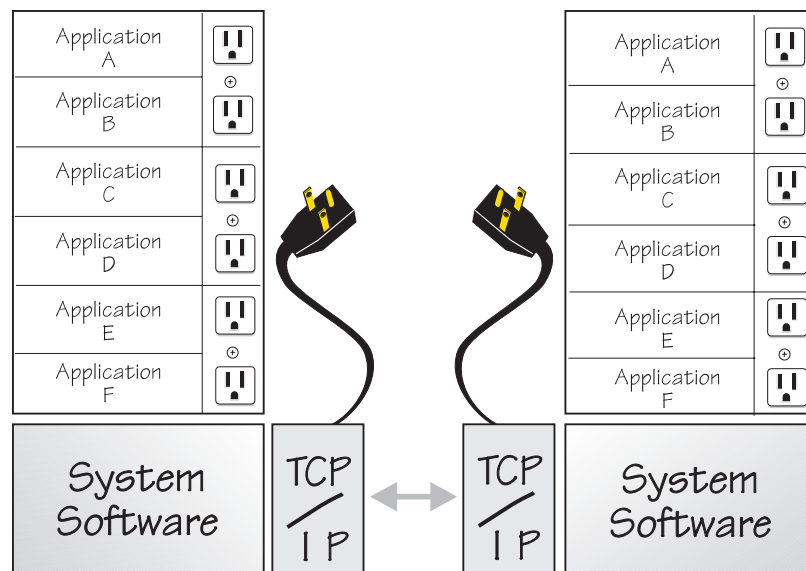 Application
A
Application
B
Application
C
Application
D
Application
E
Application
F
System
Software
TCP
/
IP
Application
A
Application
B
Application
C
Application
D
Application
E
Application
F
TCP
/
IP
System
Software